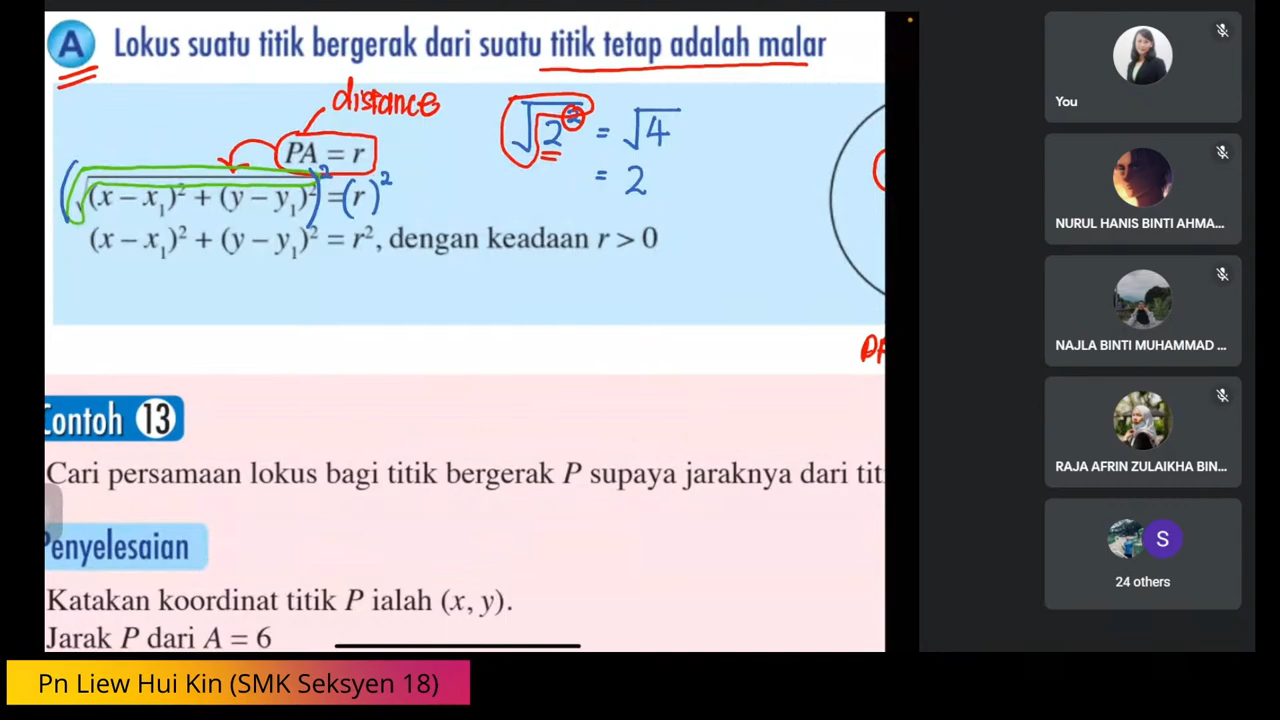 A Lokus suatu titik bergerak dari suatu titik tetap adalah malar
distance
PA = r
√(x – x₁)² + (y – y₁)² = r
( )² = ( )²
(x – x₁)² + (y – y₁)² = r², dengan keadaan r > 0
√2² = √4
= 2
Contoh 13
Cari persamaan lokus bagi titik bergerak P supaya jaraknya dari
Penyelesaian
Katakan koordinat titik P ialah (x, y).
Jarak P dari A = 6
You
NURUL HANIS BINTI AHMA...
NAJLA BINTI MUHAMMAD ...
RAJA AFRIN ZULAIKHA BIN...
S
24 others
Pn Liew Hui Kin (SMK Seksyen 18)